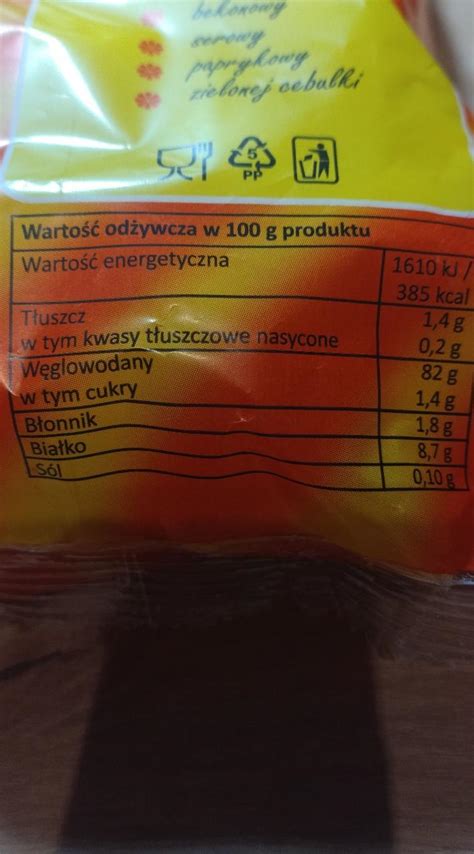 bekonowy
serowy
paprykowy
zielonej cebulki
5
PP
Wartość odżywcza w 100 g produktu
Wartość energetyczna 1610 kJ /
385 kcal
Tłuszcz 1,4 g
w tym kwasy tłuszczowe nasycone 0,2 g
Węglowodany 82 g
w tym cukry 1,4 g
Błonnik 1,8 g
Białko 8,7 g
Sól 0,10 g